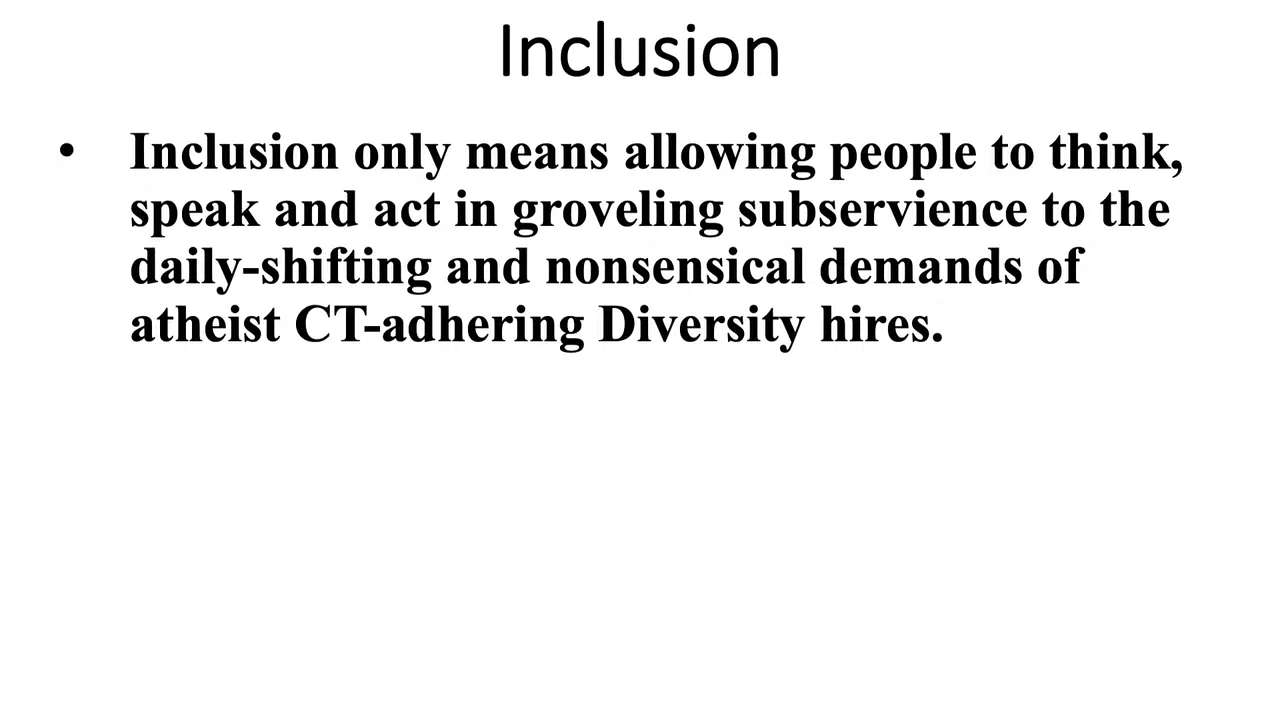 Inclusion
• Inclusion only means allowing people to think,
speak and act in groveling subservience to the
daily-shifting and nonsensical demands of
atheist CT-adhering Diversity hires.